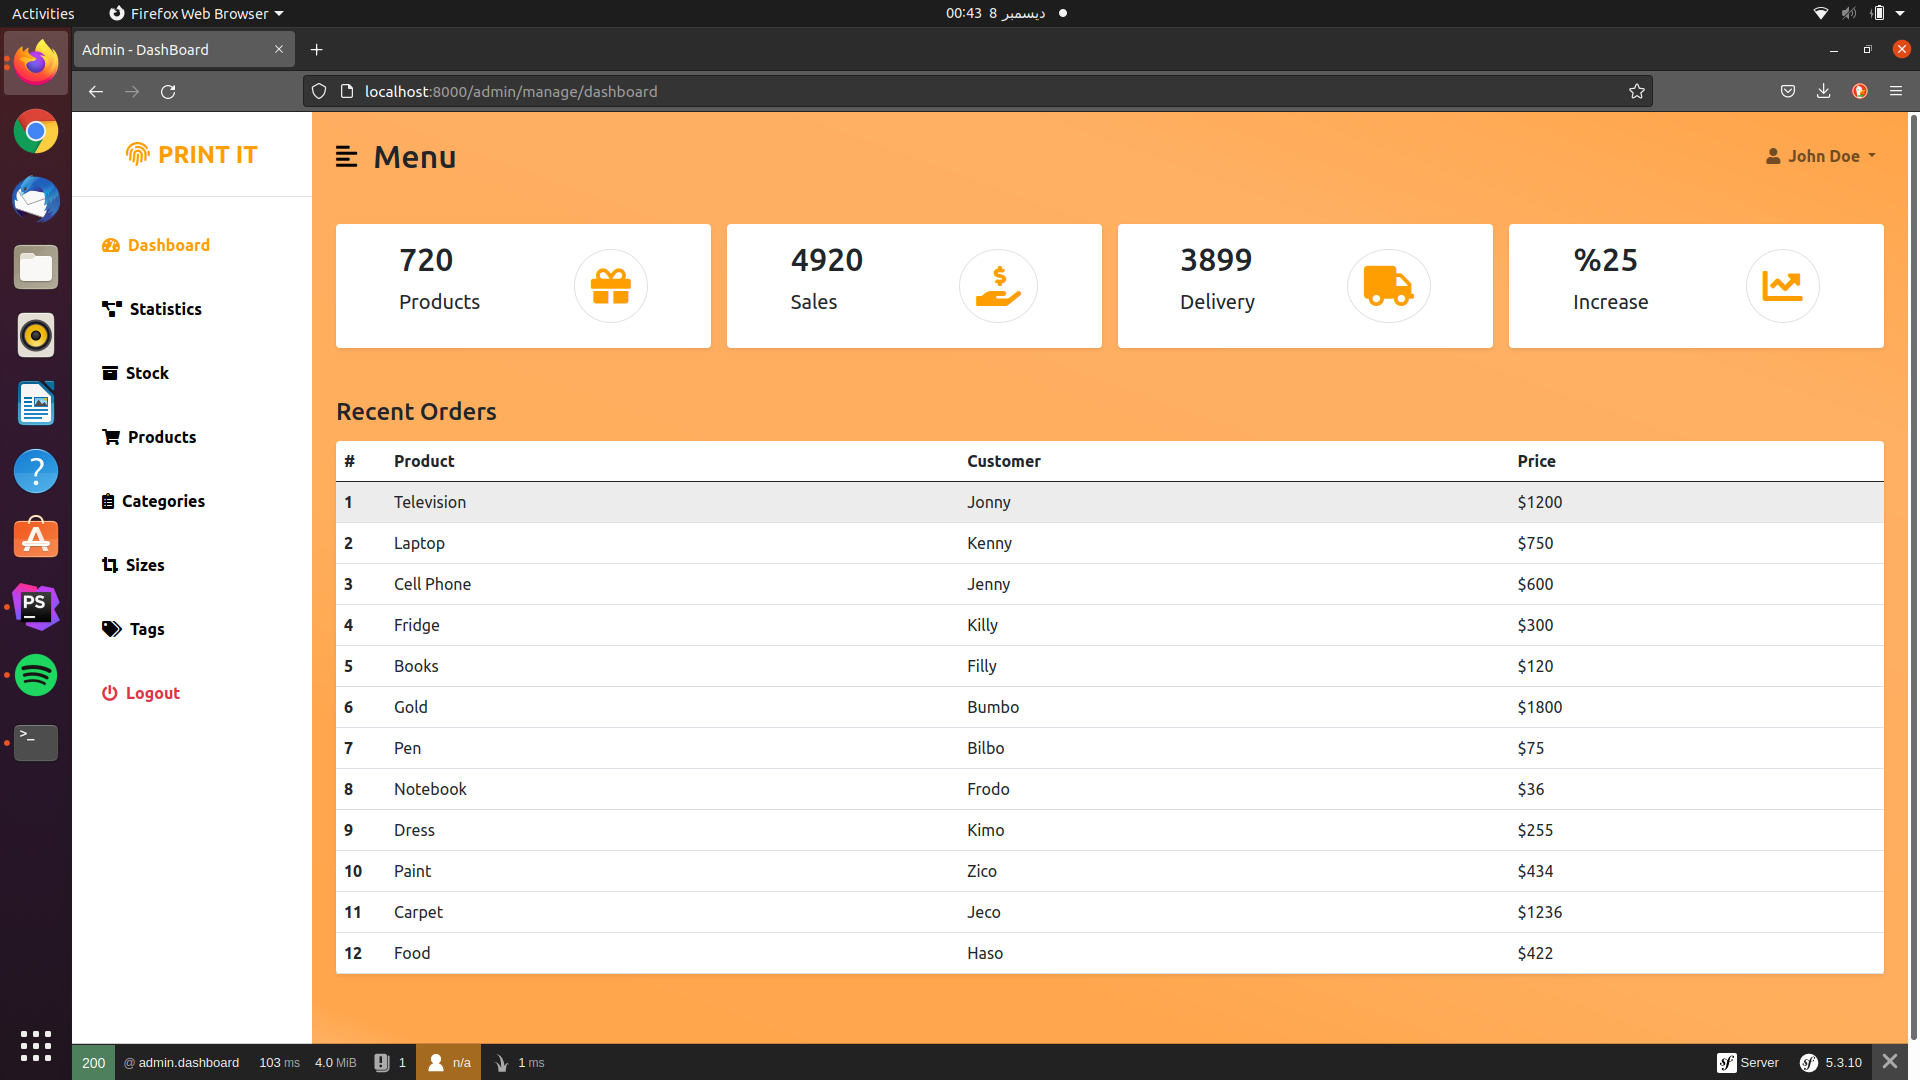 Activities Firefox Web Browser 00:43 8 ديسمبر
Admin - DashBoard
localhost:8000/admin/manage/dashboard
PRINT IT
Menu
John Doe
Dashboard
Statistics
Stock
Products
Categories
Sizes
Tags
Logout
720
Products
4920
Sales
3899
Delivery
%25
Increase
Recent Orders
# Product Customer Price
1 Television Jonny $1200
2 Laptop Kenny $750
3 Cell Phone Jenny $600
4 Fridge Killy $300
5 Books Filly $120
6 Gold Bumbo $1800
7 Pen Bilbo $75
8 Notebook Frodo $36
9 Dress Kimo $255
10 Paint Zico $434
11 Carpet Jeco $1236
12 Food Haso $422
PS
>_
200 @ admin.dashboard 103 ms 4.0 MiB 1 n/a 1 ms sf Server sf 5.3.10